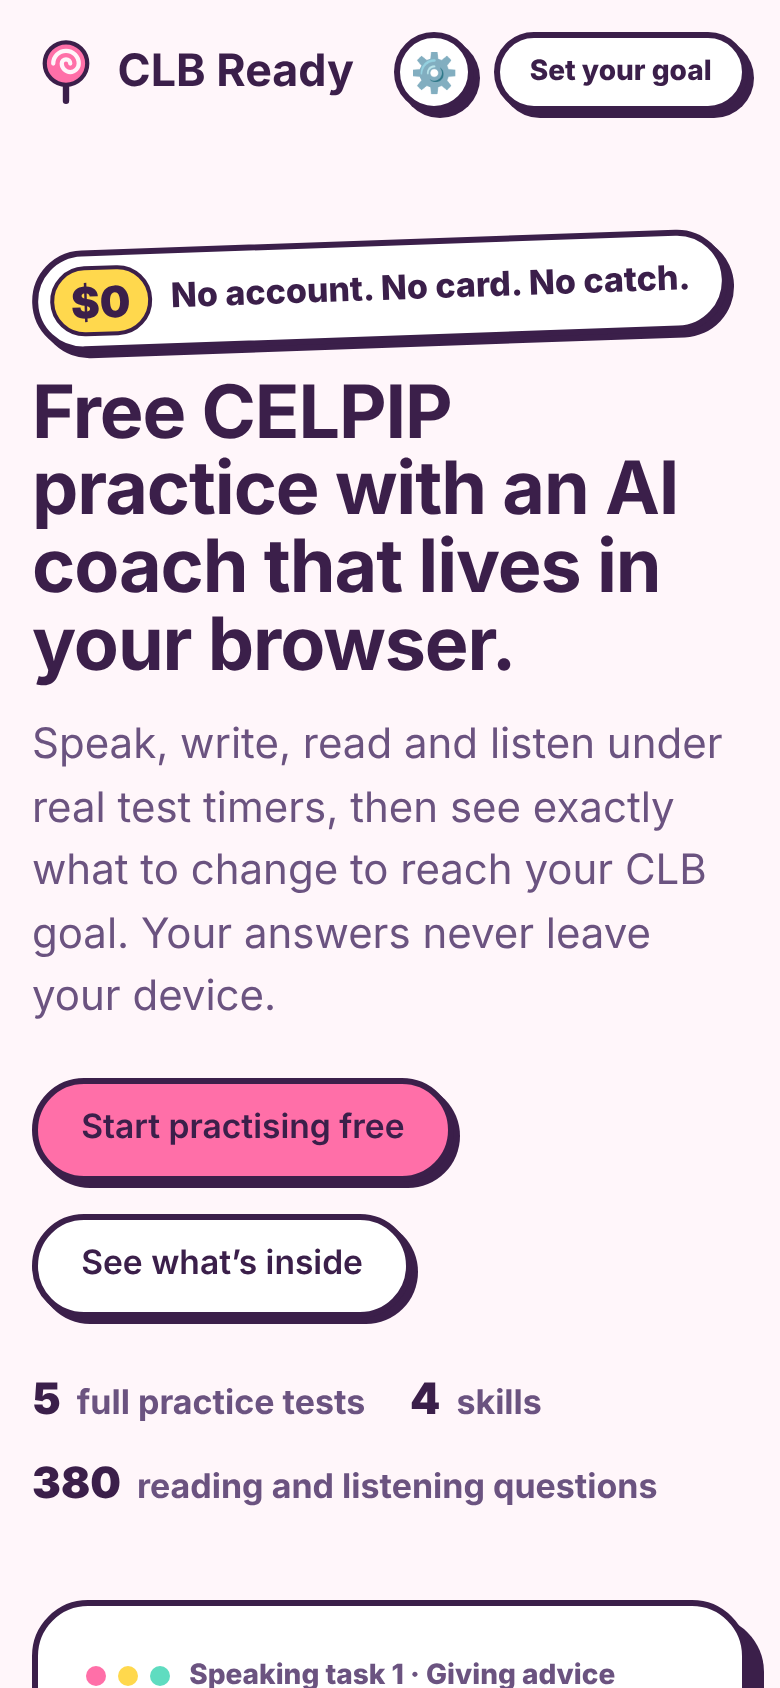 CLB Ready
Set your goal
$0 No account. No card. No catch.
Free CELPIP
practice with an AI
coach that lives in
your browser.
Speak, write, read and listen under
real test timers, then see exactly
what to change to reach your CLB
goal. Your answers never leave
your device.
Start practising free
See what’s inside
5 full practice tests 4 skills
380 reading and listening questions
Speaking task 1 · Giving advice